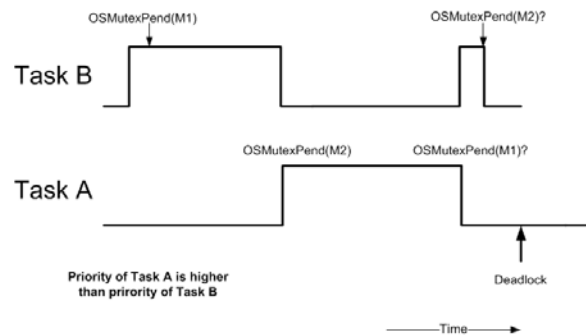 OSMutexPend(M1)
OSMutexPend(M2)?
Task B
OSMutexPend(M2)
OSMutexPend(M1)?
Task A
Priority of Task A is higher
than prirority of Task B
Deadlock
Time